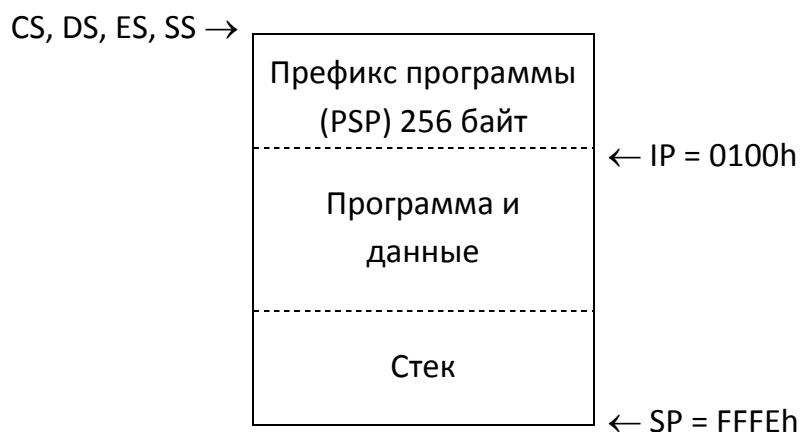 CS, DS, ES, SS →
Префикс программы
(PSP) 256 байт
← IP = 0100h
Программа и
данные
Стек
← SP = FFFEh